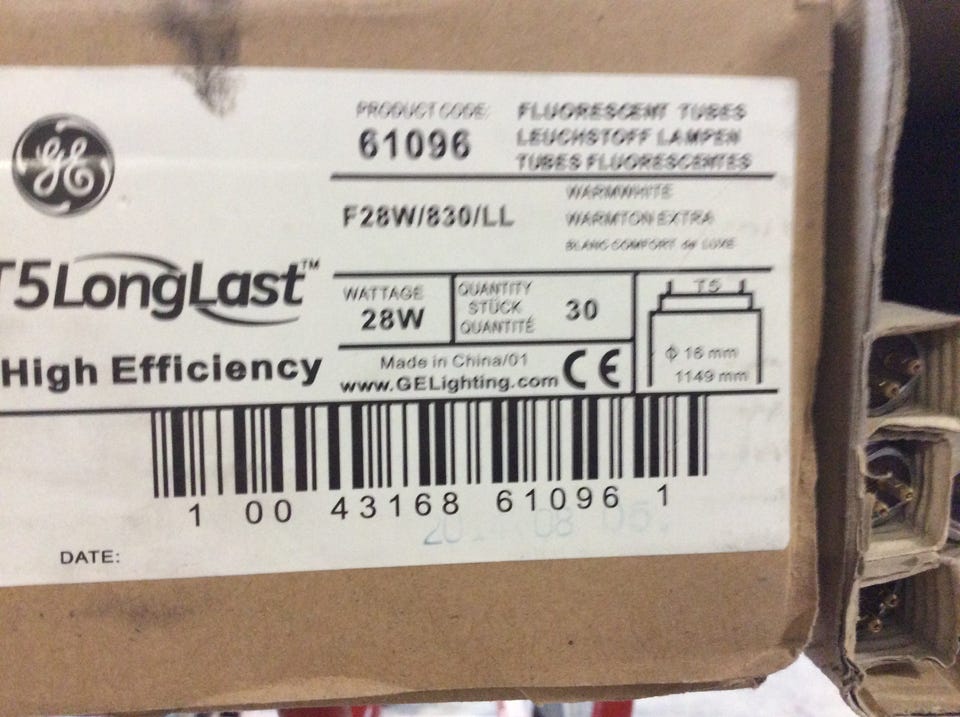 GE
PRODUCT CODE:
61096
FLUORESCENT TUBES
LEUCHSTOFF LAMPEN
TUBES FLUORESCENTES
F28W/830/LL
WARMWHITE
WARMTON EXTRA
BLANC CONFORT de LUXE
T5LongLast™
High Efficiency
WATTAGE
28W
QUANTITY
STÜCK
QUANTITÉ
30
T5
Φ 16 mm
1149 mm
Made in China/01
www.GELighting.com
CE
1 00 43168 61096 1
DATE: